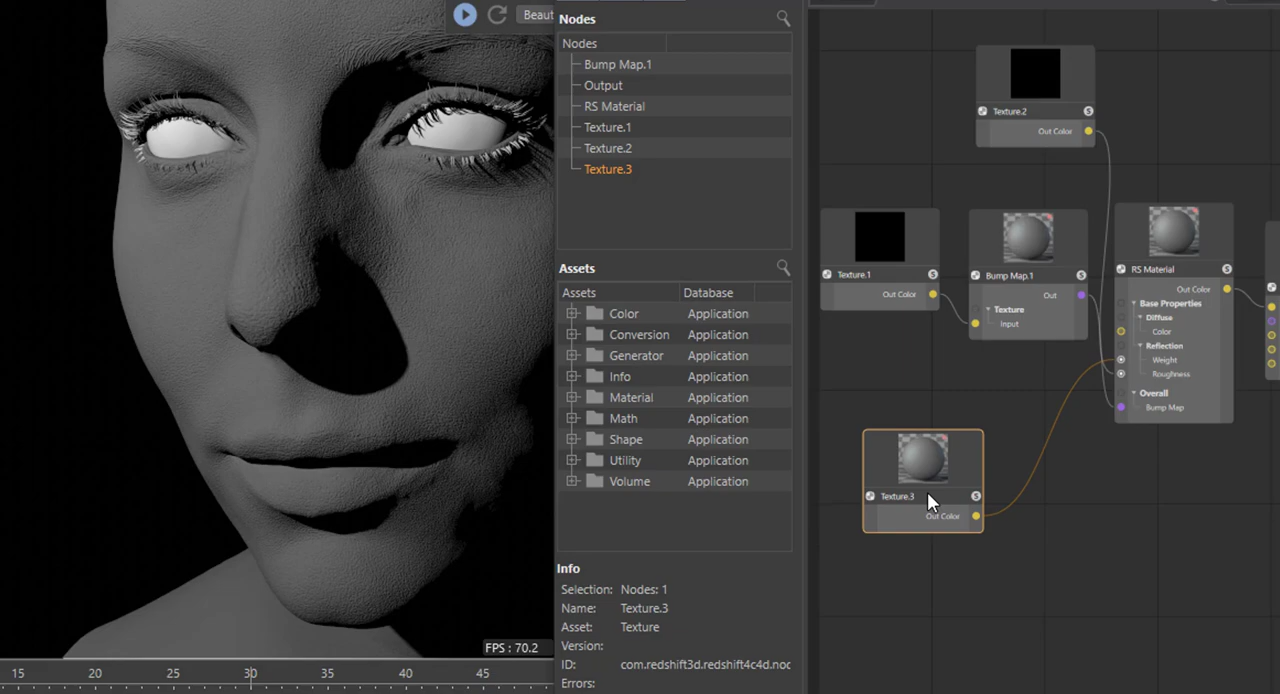 Beaut
FPS : 70.2
15 20 25 30 35 40 45
Nodes
Nodes
Bump Map.1
Output
RS Material
Texture.1
Texture.2
Texture.3
Assets
Assets Database
Color Application
Conversion Application
Generator Application
Info Application
Material Application
Math Application
Shape Application
Utility Application
Volume Application
Info
Selection: Nodes: 1
Name: Texture.3
Asset: Texture
Version:
ID: com.redshift3d.redshift4c4d.noc
Errors:
Texture.2 S
Out Color
Texture.1 S
Out Color
Bump Map.1 S
Out
Texture
Input
RS Material S
Out Color
Base Properties
Diffuse
Color
Reflection
Weight
Roughness
Overall
Bump Map
Texture.3 S
Out Color